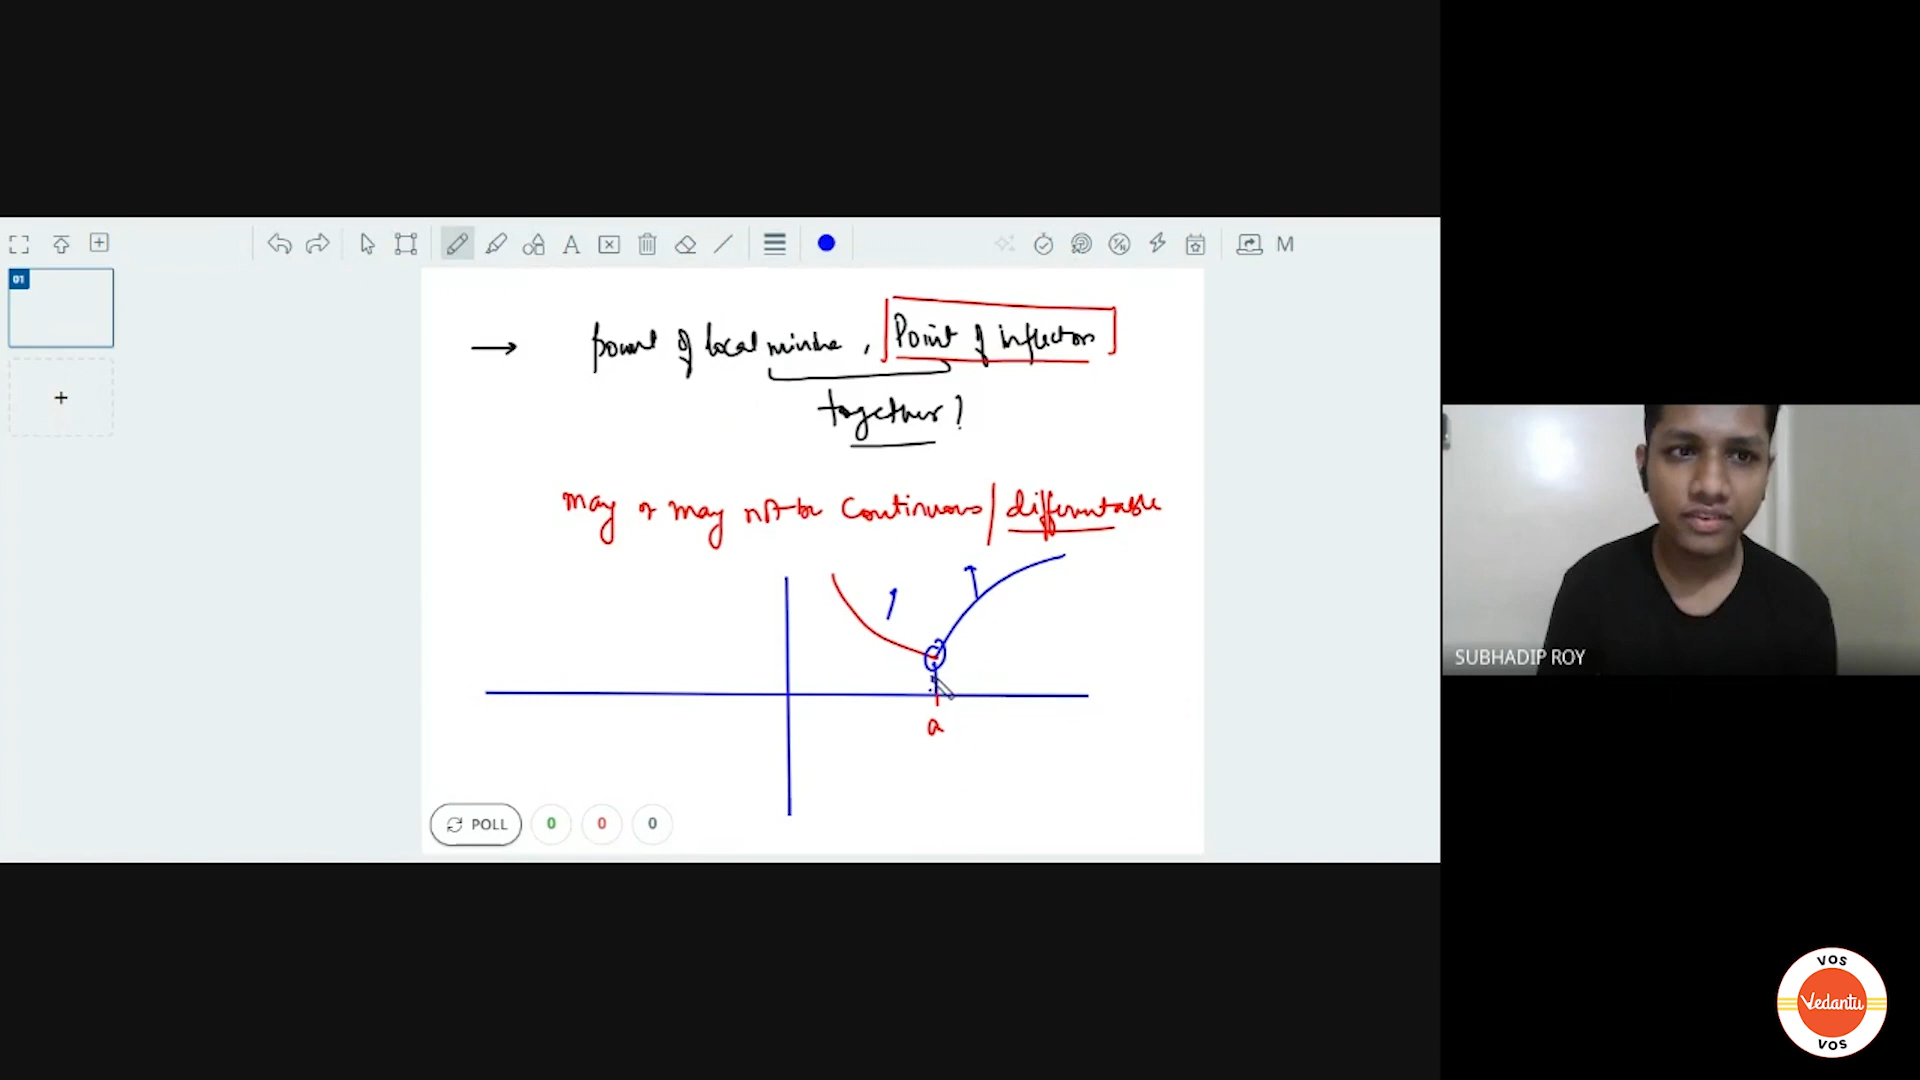 M
01
→ point of local minima, Point of inflection
together?
+
May or may not be Continuous/differentiable
a
POLL 0 0 0
SUBHADIP ROY
VOS
Vedantu
VOS